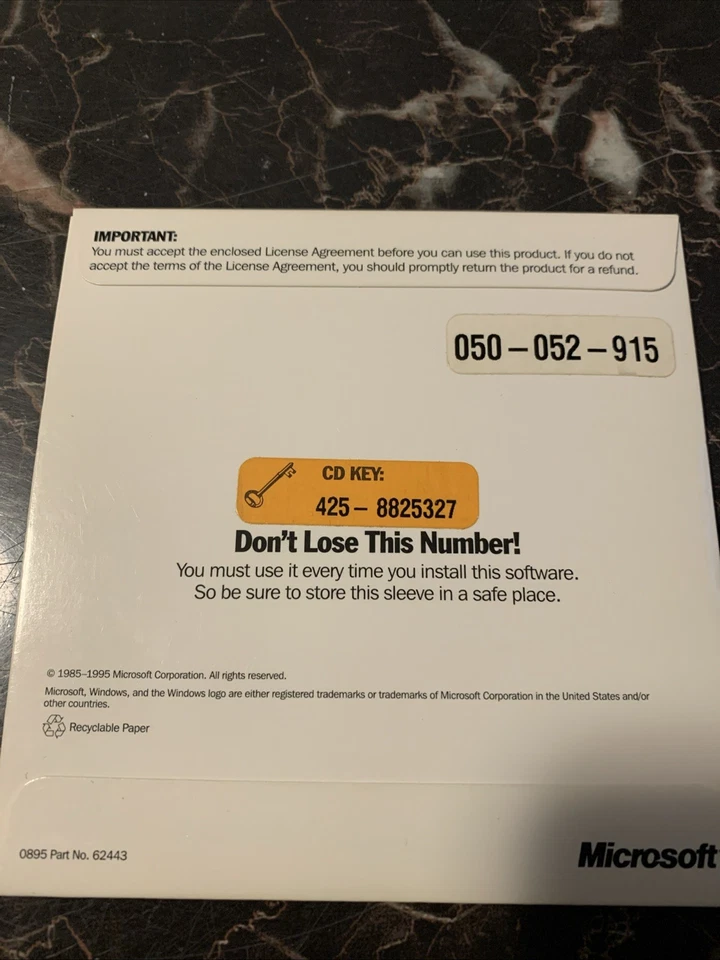 IMPORTANT:
You must accept the enclosed License Agreement before you can use this product. If you do not
accept the terms of the License Agreement, you should promptly return the product for a refund.
050 – 052 – 915
CD KEY:
425 – 8825327
Don't Lose This Number!
You must use it every time you install this software.
So be sure to store this sleeve in a safe place.
© 1985–1995 Microsoft Corporation. All rights reserved.
Microsoft, Windows, and the Windows logo are either registered trademarks or trademarks of Microsoft Corporation in the United States and/or
other countries.
Recyclable Paper
0895 Part No. 62443
Microsoft